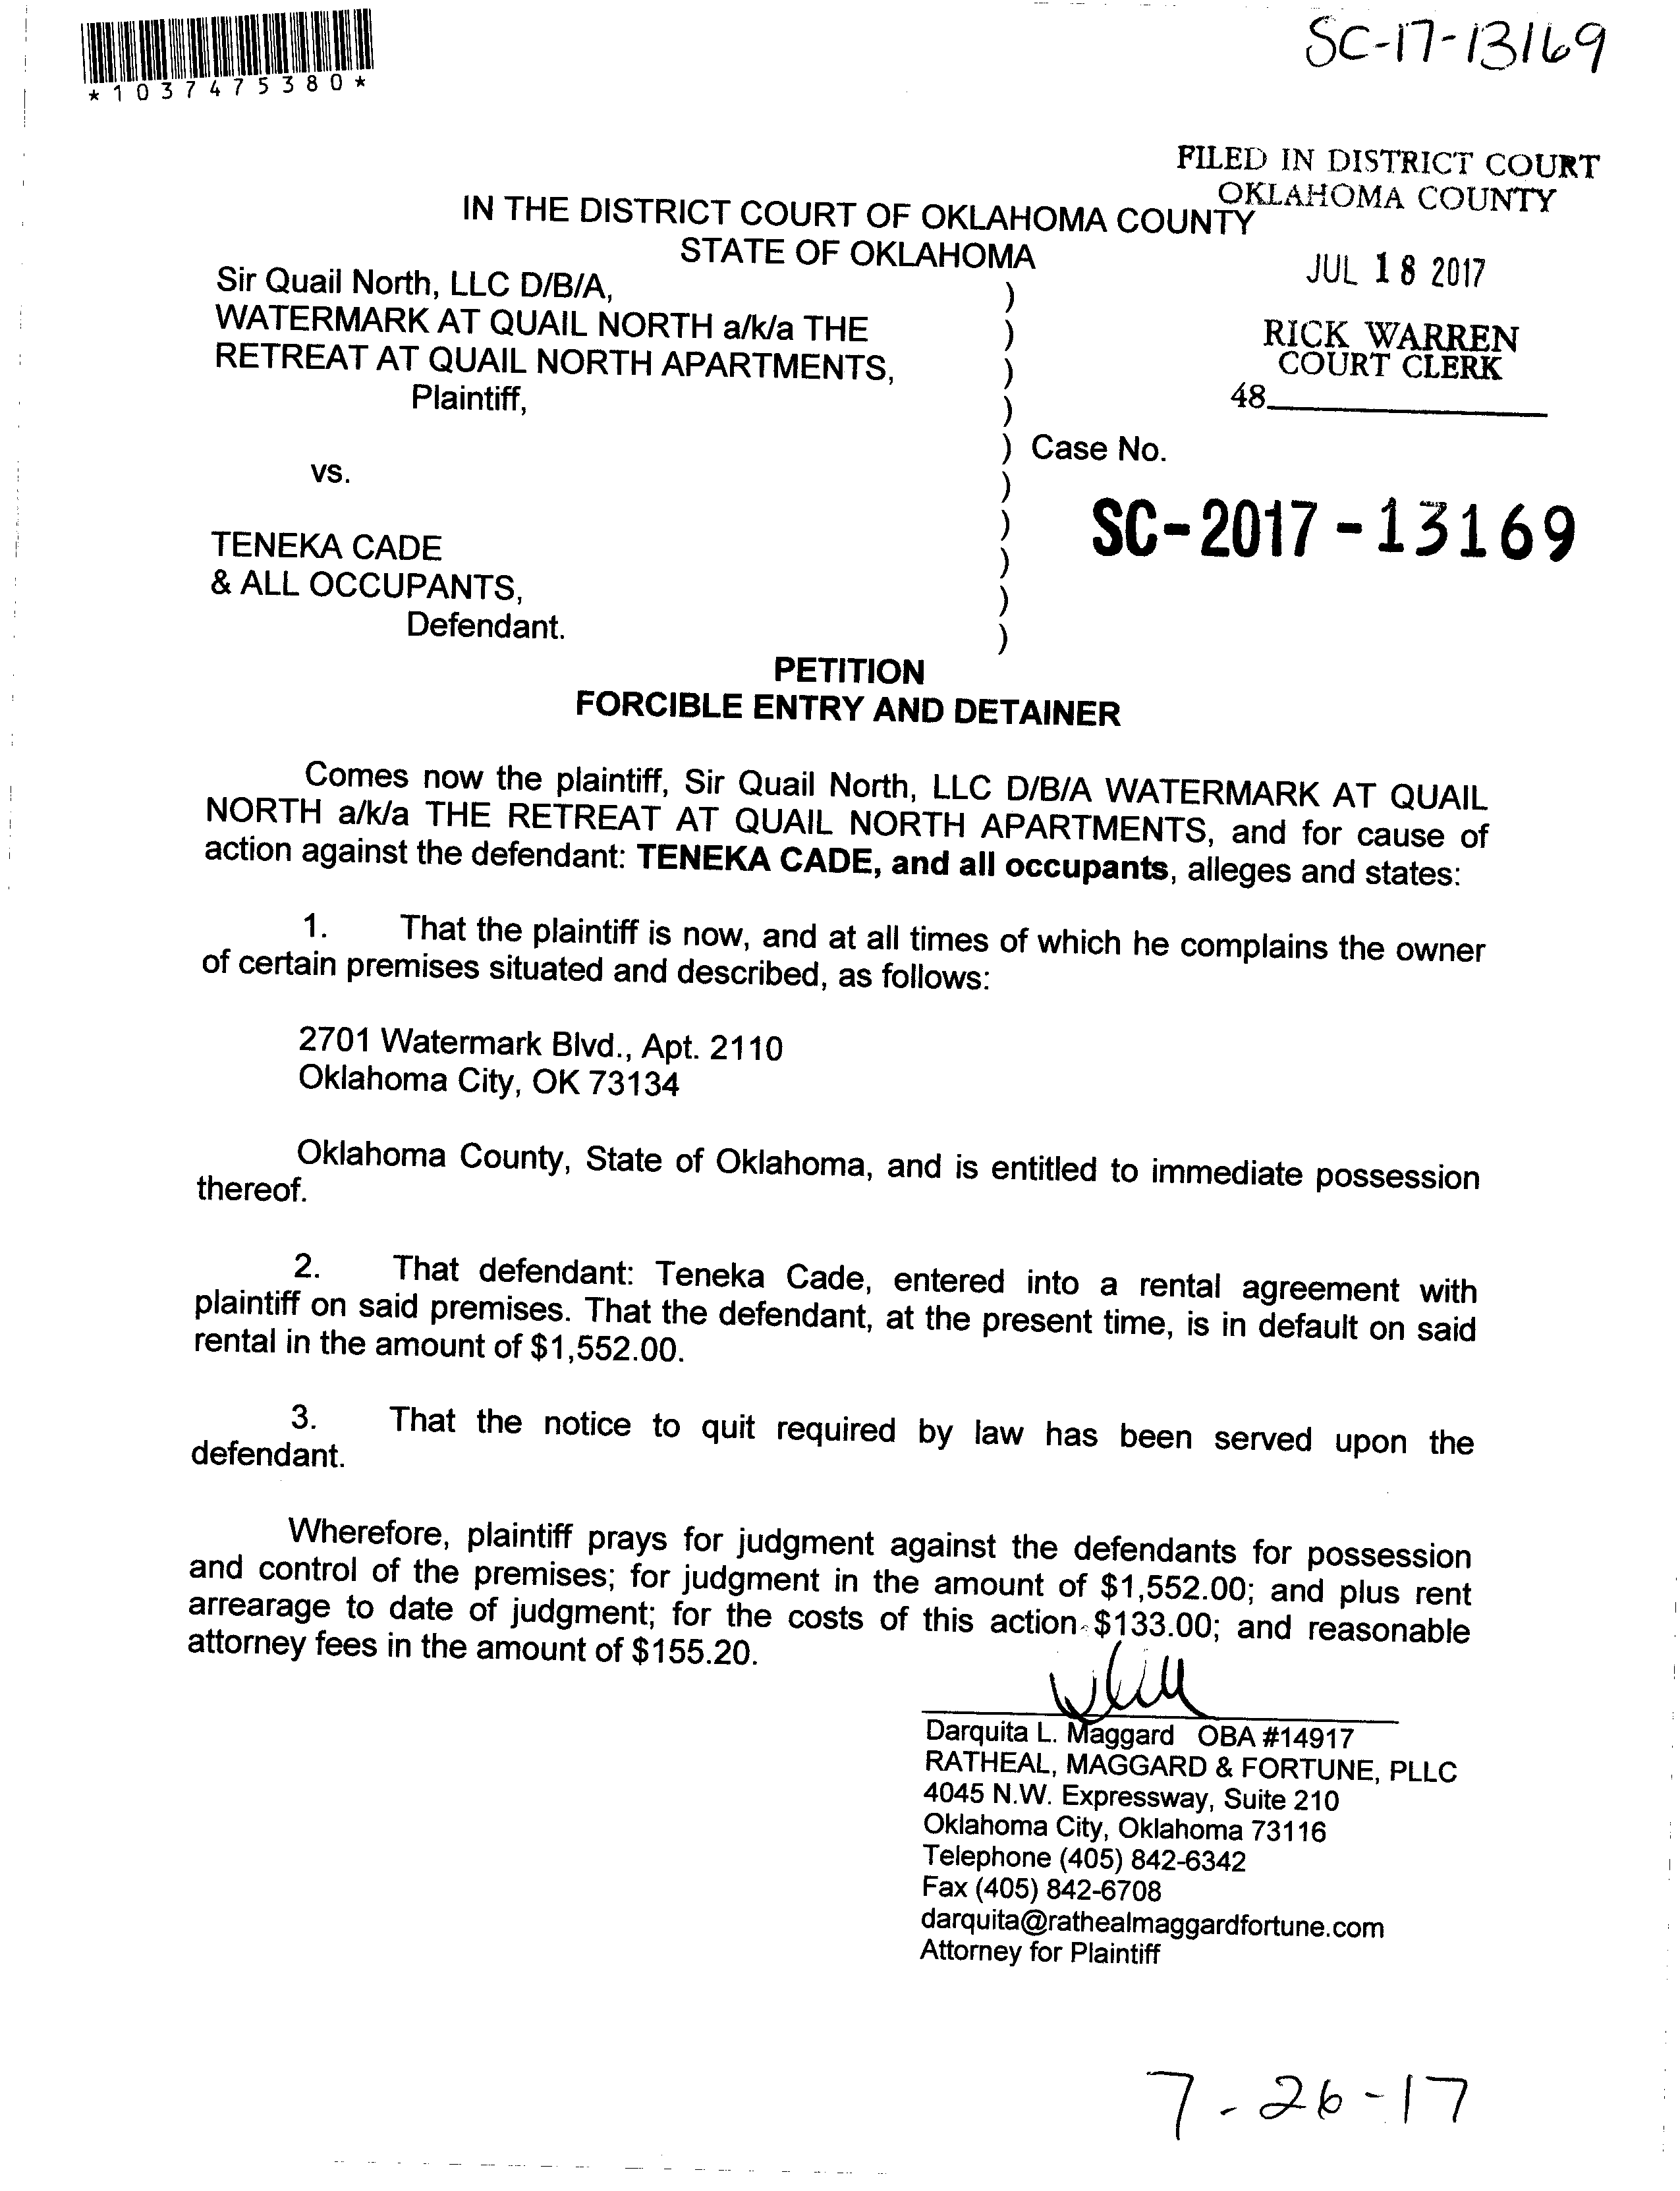 *1037475380*
SC-17-13169
FILED IN DISTRICT COURT
OKLAHOMA COUNTY
IN THE DISTRICT COURT OF OKLAHOMA COUNTY
STATE OF OKLAHOMA
JUL 18 2017
RICK WARREN
COURT CLERK
48
Sir Quail North, LLC D/B/A, )
WATERMARK AT QUAIL NORTH a/k/a THE )
RETREAT AT QUAIL NORTH APARTMENTS, )
Plaintiff, )
) Case No.
vs. )
) SC-2017-13169
TENEKA CADE )
& ALL OCCUPANTS, )
Defendant. )
PETITION
FORCIBLE ENTRY AND DETAINER
Comes now the plaintiff, Sir Quail North, LLC D/B/A WATERMARK AT QUAIL
NORTH a/k/a THE RETREAT AT QUAIL NORTH APARTMENTS, and for cause of
action against the defendant: TENEKA CADE, and all occupants, alleges and states:
1. That the plaintiff is now, and at all times of which he complains the owner
of certain premises situated and described, as follows:
2701 Watermark Blvd., Apt. 2110
Oklahoma City, OK 73134
Oklahoma County, State of Oklahoma, and is entitled to immediate possession
thereof.
2. That defendant: Teneka Cade, entered into a rental agreement with
plaintiff on said premises. That the defendant, at the present time, is in default on said
rental in the amount of $1,552.00.
3. That the notice to quit required by law has been served upon the
defendant.
Wherefore, plaintiff prays for judgment against the defendants for possession
and control of the premises; for judgment in the amount of $1,552.00; and plus rent
arrearage to date of judgment; for the costs of this action $133.00; and reasonable
attorney fees in the amount of $155.20.
Darquita L. Maggard OBA #14917
RATHEAL, MAGGARD & FORTUNE, PLLC
4045 N.W. Expressway, Suite 210
Oklahoma City, Oklahoma 73116
Telephone (405) 842-6342
Fax (405) 842-6708
darquita@rathealmaggardfortune.com
Attorney for Plaintiff
7-26-17